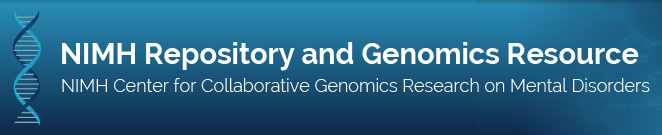 NIMH Repository and Genomics Resource
NIMH Center for Collaborative Genomics Research on Mental Disorders